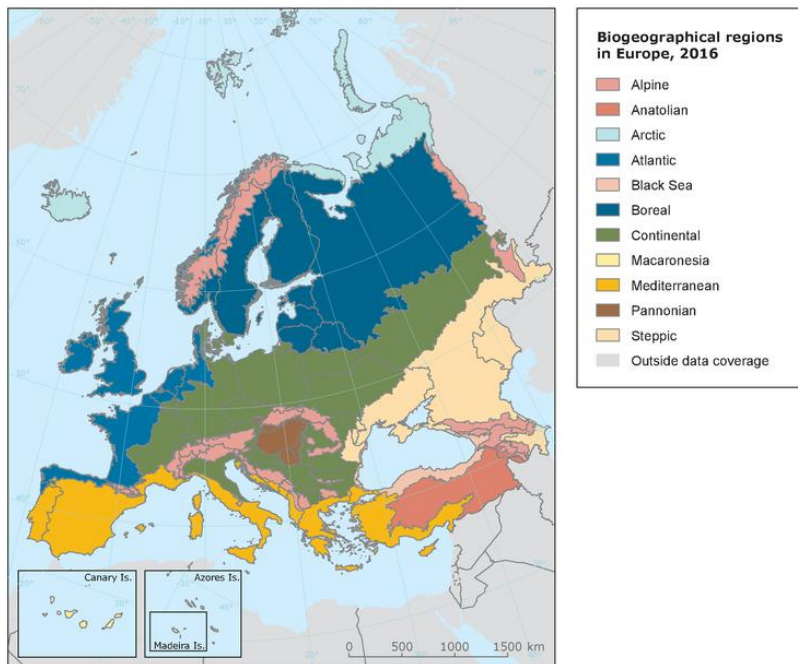 Biogeographical regions
in Europe, 2016
Alpine
Anatolian
Arctic
Atlantic
Black Sea
Boreal
Continental
Macaronesia
Mediterranean
Pannonian
Steppic
Outside data coverage
Canary Is.
Azores Is.
Madeira Is.
0 500 1000 1500 km